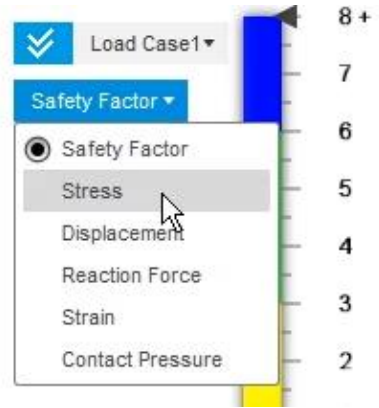 Load Case1
Safety Factor
Safety Factor
Stress
Displacement
Reaction Force
Strain
Contact Pressure
8 +
7
6
5
4
3
2